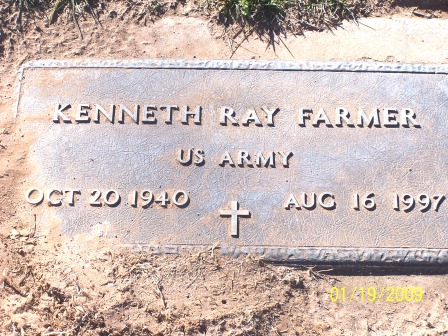 KENNETH RAY FARMER
US ARMY
OCT 20 1940 AUG 16 1997
01/19/2009